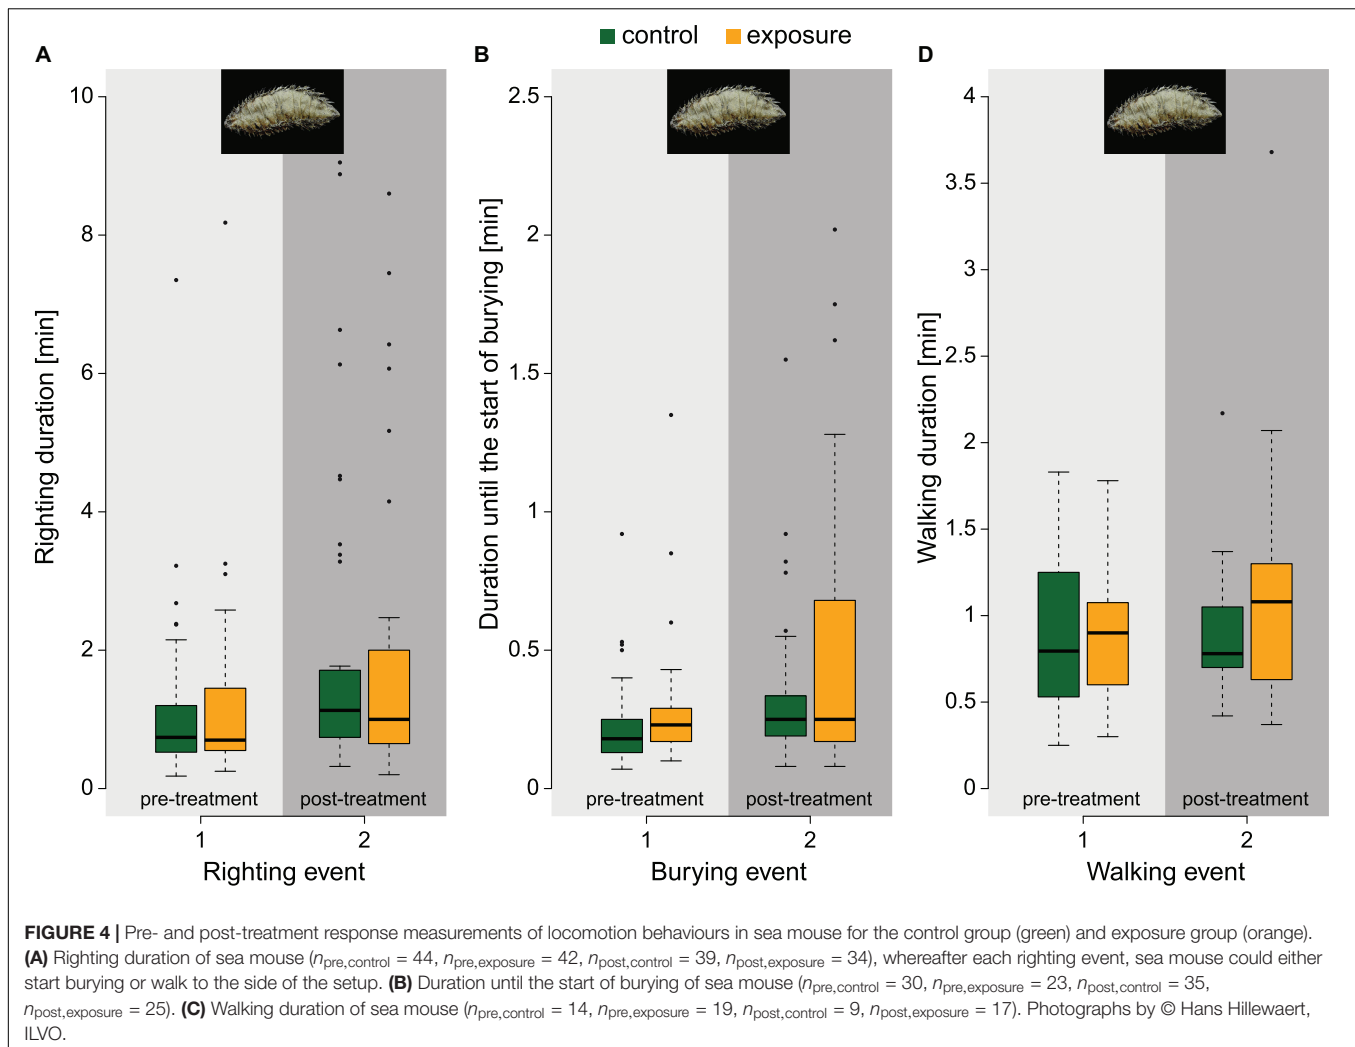 control exposure
A
B
D
10
8
6
4
2
0
Righting duration [min]
pre-treatment post-treatment
1 2
Righting event
2.5
2
1.5
1
0.5
0
Duration until the start of burying [min]
pre-treatment post-treatment
1 2
Burying event
4
3.5
3
2.5
2
1.5
1
0.5
0
Walking duration [min]
pre-treatment post-treatment
1 2
Walking event
FIGURE 4 | Pre- and post-treatment response measurements of locomotion behaviours in sea mouse for the control group (green) and exposure group (orange).
(A) Righting duration of sea mouse (npre,control = 44, npre,exposure = 42, npost,control = 39, npost,exposure = 34), whereafter each righting event, sea mouse could either
start burying or walk to the side of the setup. (B) Duration until the start of burying of sea mouse (npre,control = 30, npre,exposure = 23, npost,control = 35,
npost,exposure = 25). (C) Walking duration of sea mouse (npre,control = 14, npre,exposure = 19, npost,control = 9, npost,exposure = 17). Photographs by © Hans Hillewaert,
ILVO.